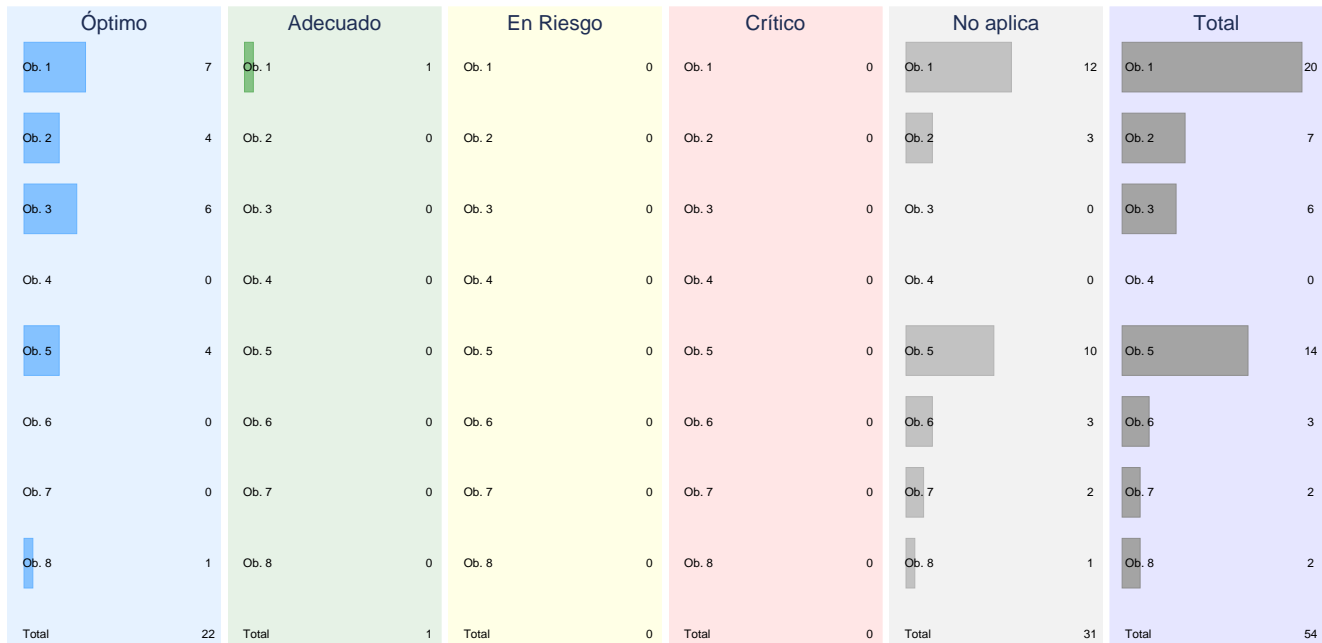 Óptimo Adecuado En Riesgo Crítico No aplica Total
Ob. 1 7 Ob. 1 1 Ob. 1 0 Ob. 1 0 Ob. 1 12 Ob. 1 20
Ob. 2 4 Ob. 2 0 Ob. 2 0 Ob. 2 0 Ob. 2 3 Ob. 2 7
Ob. 3 6 Ob. 3 0 Ob. 3 0 Ob. 3 0 Ob. 3 0 Ob. 3 6
Ob. 4 0 Ob. 4 0 Ob. 4 0 Ob. 4 0 Ob. 4 0 Ob. 4 0
Ob. 5 4 Ob. 5 0 Ob. 5 0 Ob. 5 0 Ob. 5 10 Ob. 5 14
Ob. 6 0 Ob. 6 0 Ob. 6 0 Ob. 6 0 Ob. 6 3 Ob. 6 3
Ob. 7 0 Ob. 7 0 Ob. 7 0 Ob. 7 0 Ob. 7 2 Ob. 7 2
Ob. 8 1 Ob. 8 0 Ob. 8 0 Ob. 8 0 Ob. 8 1 Ob. 8 2
Total 22 Total 1 Total 0 Total 0 Total 31 Total 54